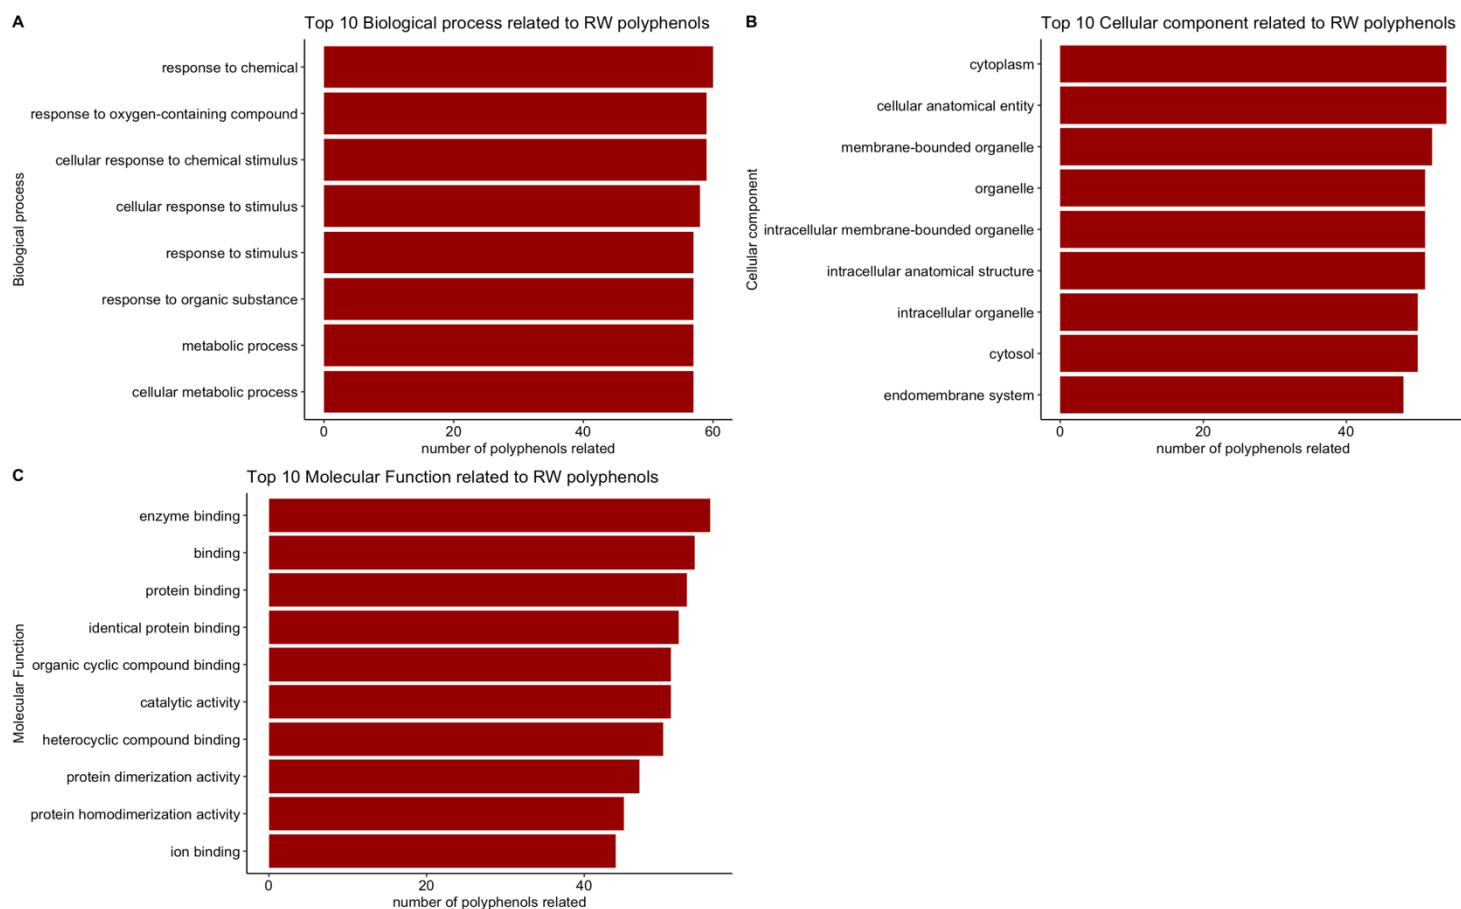 A
Top 10 Biological process related to RW polyphenols
Biological process
response to chemical
response to oxygen-containing compound
cellular response to chemical stimulus
cellular response to stimulus
response to stimulus
response to organic substance
metabolic process
cellular metabolic process
0 20 40 60
number of polyphenols related
B
Top 10 Cellular component related to RW polyphenols
Cellular component
cytoplasm
cellular anatomical entity
membrane-bounded organelle
organelle
intracellular membrane-bounded organelle
intracellular anatomical structure
intracellular organelle
cytosol
endomembrane system
0 20 40
number of polyphenols related
C
Top 10 Molecular Function related to RW polyphenols
Molecular Function
enzyme binding
binding
protein binding
identical protein binding
organic cyclic compound binding
catalytic activity
heterocyclic compound binding
protein dimerization activity
protein homodimerization activity
ion binding
0 20 40
number of polyphenols related